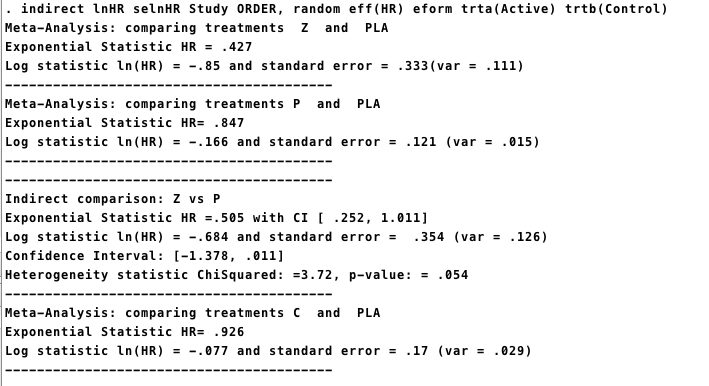 . indirect lnHR selnHR Study ORDER, random eff(HR) eform trta(Active) trtb(Control)
Meta-Analysis: comparing treatments  Z  and  PLA
Exponential Statistic HR = .427
Log statistic ln(HR) = -.85 and standard error = .333(var = .111)
-----------------------------------------
Meta-Analysis: comparing treatments P  and  PLA
Exponential Statistic HR= .847
Log statistic ln(HR) = -.166 and standard error = .121 (var = .015)
-----------------------------------------
-----------------------------------------
Indirect comparison: Z vs P
Exponential Statistic HR =.505 with CI [ .252, 1.011]
Log statistic ln(HR) = -.684 and standard error =  .354 (var = .126)
Confidence Interval: [-1.378, .011]
Heterogeneity statistic ChiSquared: =3.72, p-value: = .054
-----------------------------------------
Meta-Analysis: comparing treatments C  and  PLA
Exponential Statistic HR= .926
Log statistic ln(HR) = -.077 and standard error = .17 (var = .029)
-----------------------------------------